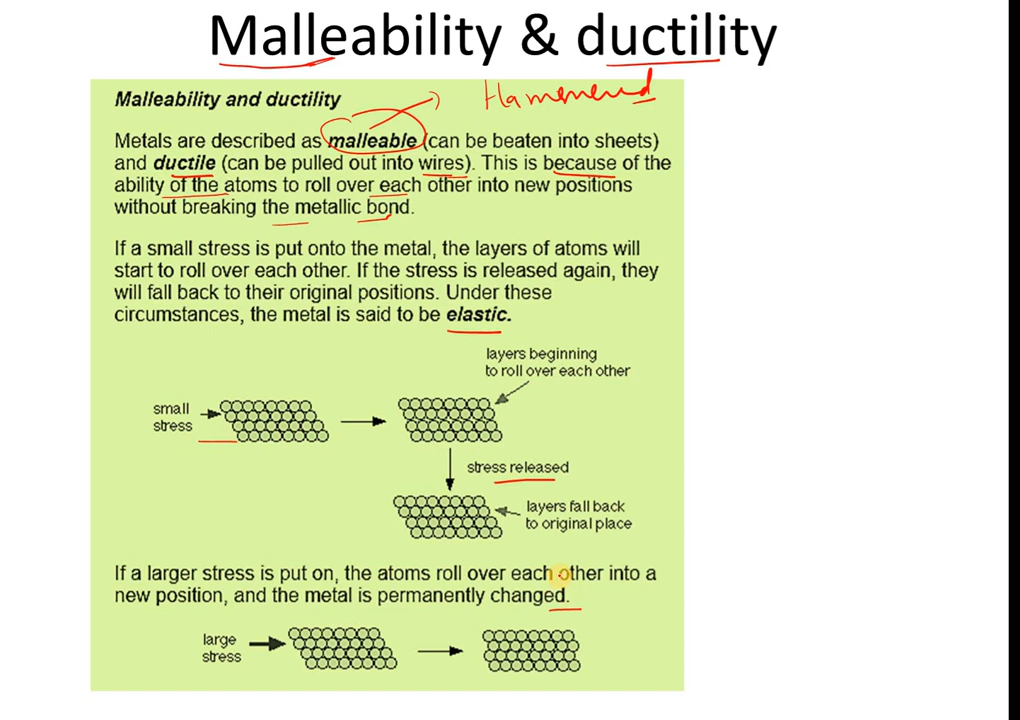 Malleability & ductility
Malleability and ductility
Hammered
Metals are described as malleable (can be beaten into sheets)
and ductile (can be pulled out into wires). This is because of the
ability of the atoms to roll over each other into new positions
without breaking the metallic bond.
If a small stress is put onto the metal, the layers of atoms will
start to roll over each other. If the stress is released again, they
will fall back to their original positions. Under these
circumstances, the metal is said to be elastic.
layers beginning
to roll over each other
small
stress
stress released
layers fall back
to original place
If a larger stress is put on, the atoms roll over each other into a
new position, and the metal is permanently changed.
large
stress